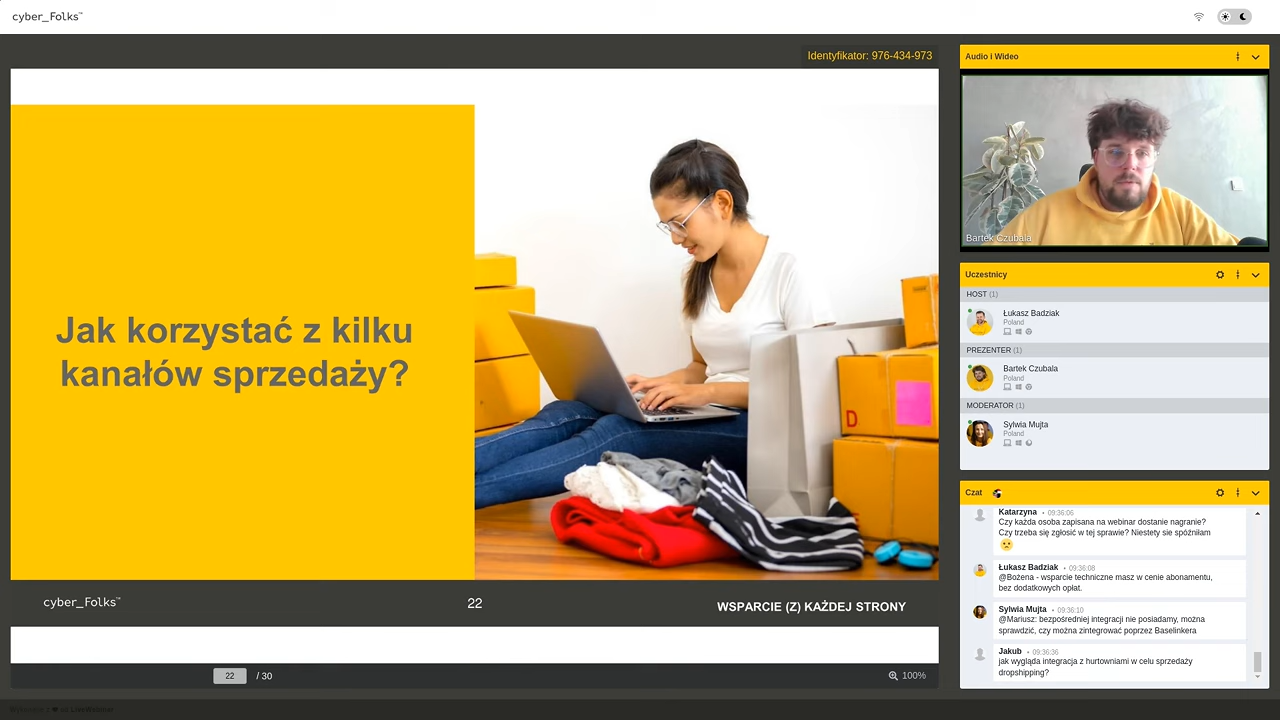 cyber_Folks™
Identyfikator: 976-434-973
Jak korzystać z kilku
kanałów sprzedaży?
D
cyber_Folks™
22
WSPARCIE (Z) KAŻDEJ STRONY
22 / 30
100%
Audio i Wideo
Bartek Czubala
Uczestnicy
HOST (1)
Łukasz Badziak
Poland
PREZENTER (1)
Bartek Czubala
Poland
MODERATOR (1)
Sylwia Mujta
Poland
Czat
Katarzyna • 09:36:06
Czy każda osoba zapisana na webinar dostanie nagranie?
Czy trzeba się zgłosić w tej sprawie? Niestety sie spóźniłam
Łukasz Badziak • 09:36:08
@Bożena - wsparcie techniczne masz w cenie abonamentu,
bez dodatkowych opłat.
Sylwia Mujta • 09:36:10
@Mariusz: bezpośredniej integracji nie posiadamy, można
sprawdzić, czy można zintegrować poprzez Baselinkera
Jakub • 09:36:36
jak wygląda integracja z hurtowniami w celu sprzedaży
dropshipping?